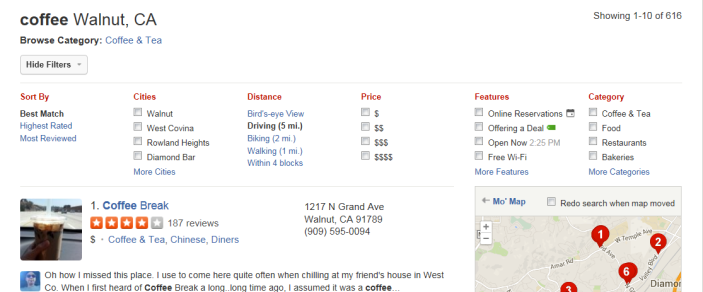 coffee Walnut, CA
Showing 1-10 of 616
Browse Category: Coffee & Tea
Hide Filters
Sort By
Best Match
Highest Rated
Most Reviewed
Cities
Walnut
West Covina
Rowland Heights
Diamond Bar
More Cities
Distance
Bird's-eye View
Driving (5 mi.)
Biking (2 mi.)
Walking (1 mi.)
Within 4 blocks
Price
$
$$
$$$
$$$$
Features
Online Reservations
Offering a Deal
Open Now 2:25 PM
Free Wi-Fi
More Features
Category
Coffee & Tea
Food
Restaurants
Bakeries
More Categories
1. Coffee Break
187 reviews
$ · Coffee & Tea, Chinese, Diners
1217 N Grand Ave
Walnut, CA 91789
(909) 595-0094
Oh how I missed this place. I use to come here quite often when chilling at my friend's house in West
Co. When I first heard of Coffee Break a long..long time ago, I assumed it was a coffee...
Mo' Map
Redo search when map moved
+
−
1
W Temple Ave
2
Amar Rd
Valley Blvd
6
Diamor
3